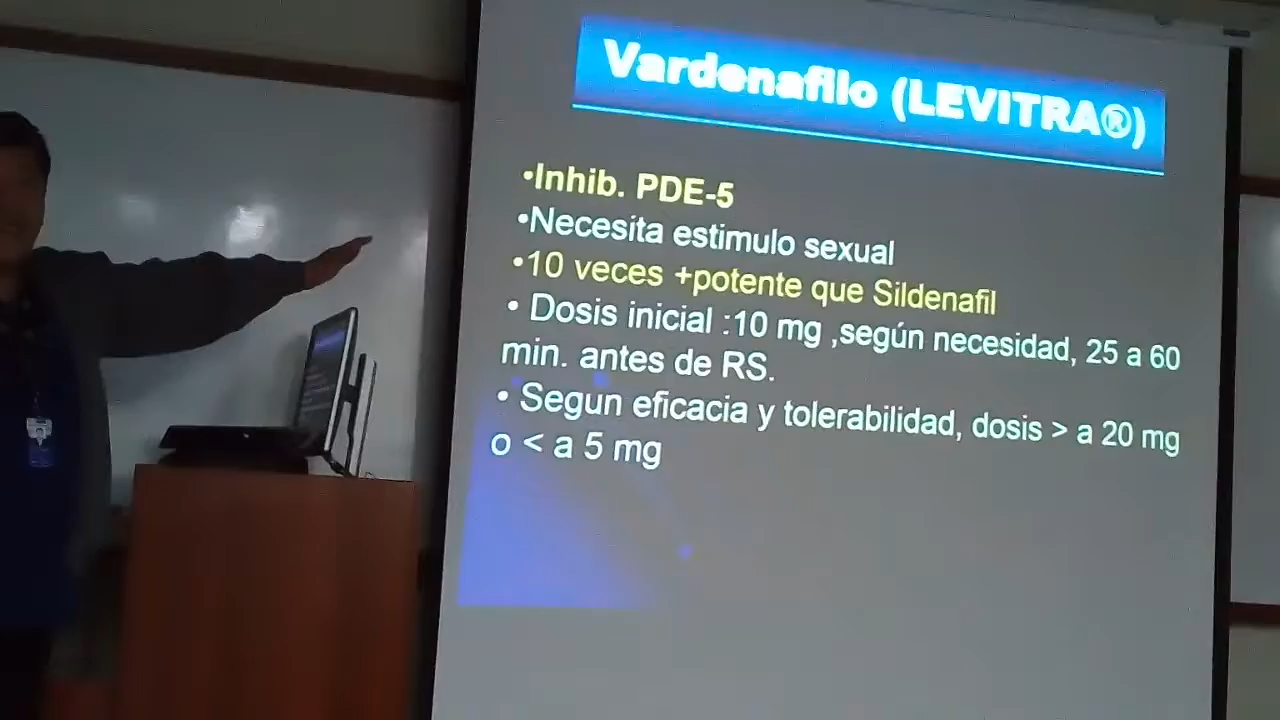 Vardenafilo (LEVITRA®)
•Inhib. PDE-5
•Necesita estimulo sexual
•10 veces +potente que Sildenafil
• Dosis inicial :10 mg ,según necesidad, 25 a 60
min. antes de RS.
• Segun eficacia y tolerabilidad, dosis > a 20 mg
o < a 5 mg